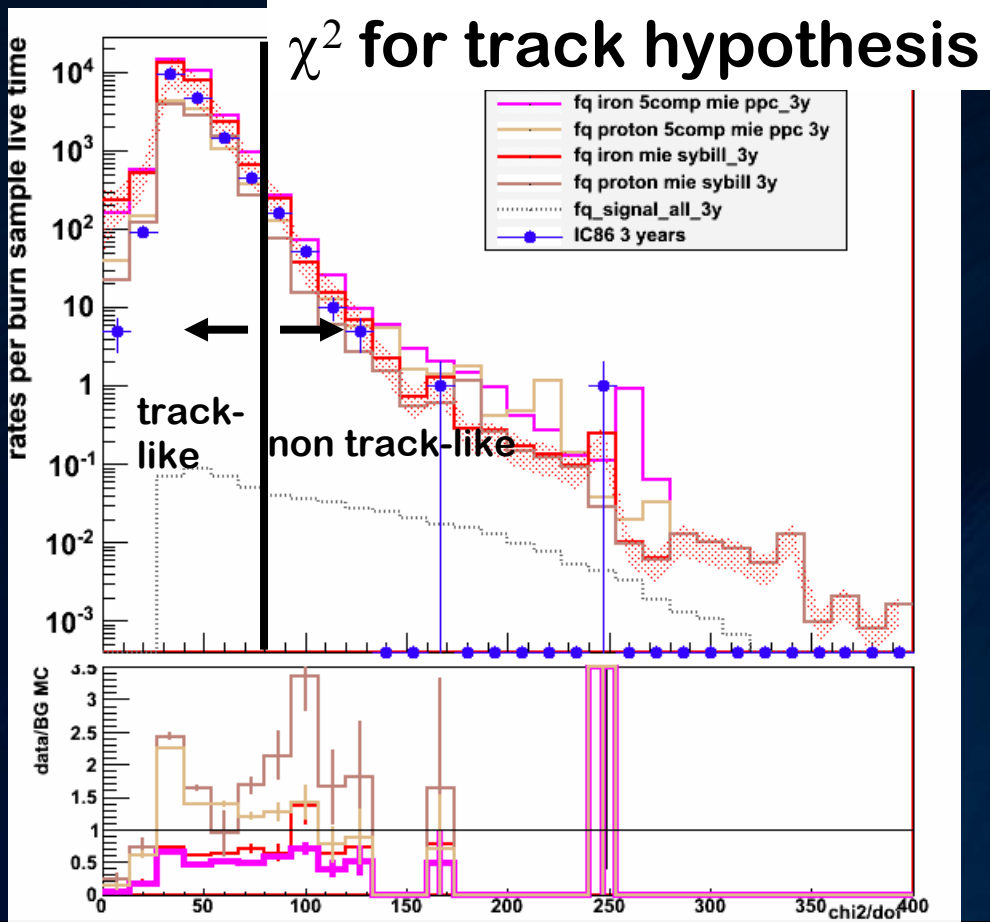 χ² for track hypothesis
rates per burn sample live time
10⁴
10³
10²
10
1
10⁻¹
10⁻²
10⁻³
fq iron 5comp mie ppc_3y
fq proton 5comp mie ppc 3y
fq iron mie sybill_3y
fq proton mie sybill 3y
fq_signal_all_3y
IC86 3 years
track-
like
non track-like
data/BG MC
3.5
3
2.5
2
1.5
1
0.5
0
0 50 100 150 200 250 300 350 400
chi2/dof